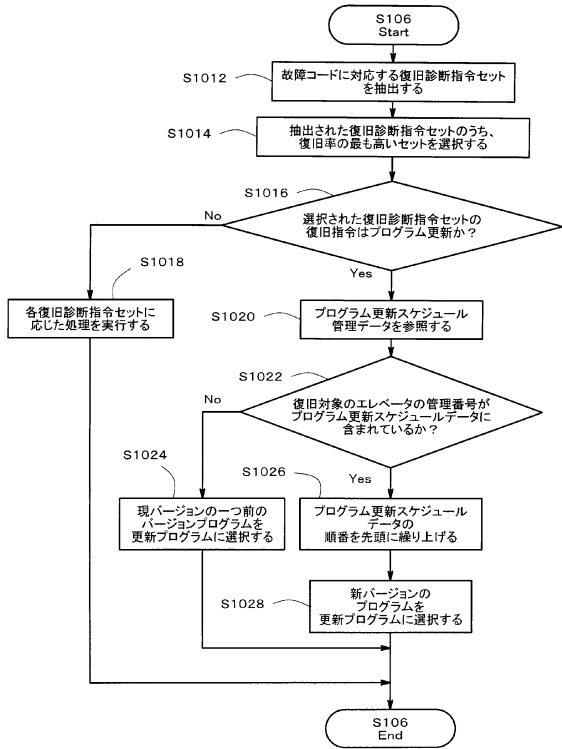 S106
Start
S1012
故障コードに対応する復旧診断指令セット
を抽出する
S1014
抽出された復旧診断指令セットのうち、
復旧率の最も高いセットを選択する
S1016
選択された復旧診断指令セットの
復旧指令はプログラム更新か？
No
Yes
S1018
各復旧診断指令セットに
応じた処理を実行する
S1020
プログラム更新スケジュール
管理データを参照する
S1022
復旧対象のエレベータの管理番号が
プログラム更新スケジュールデータに
含まれているか？
No
Yes
S1024
現バージョンの一つ前の
バージョンプログラムを
更新プログラムに選択する
S1026
プログラム更新スケジュール
データの
順番を先頭に繰り上げる
S1028
新バージョンの
プログラムを
更新プログラムに選択する
S106
End